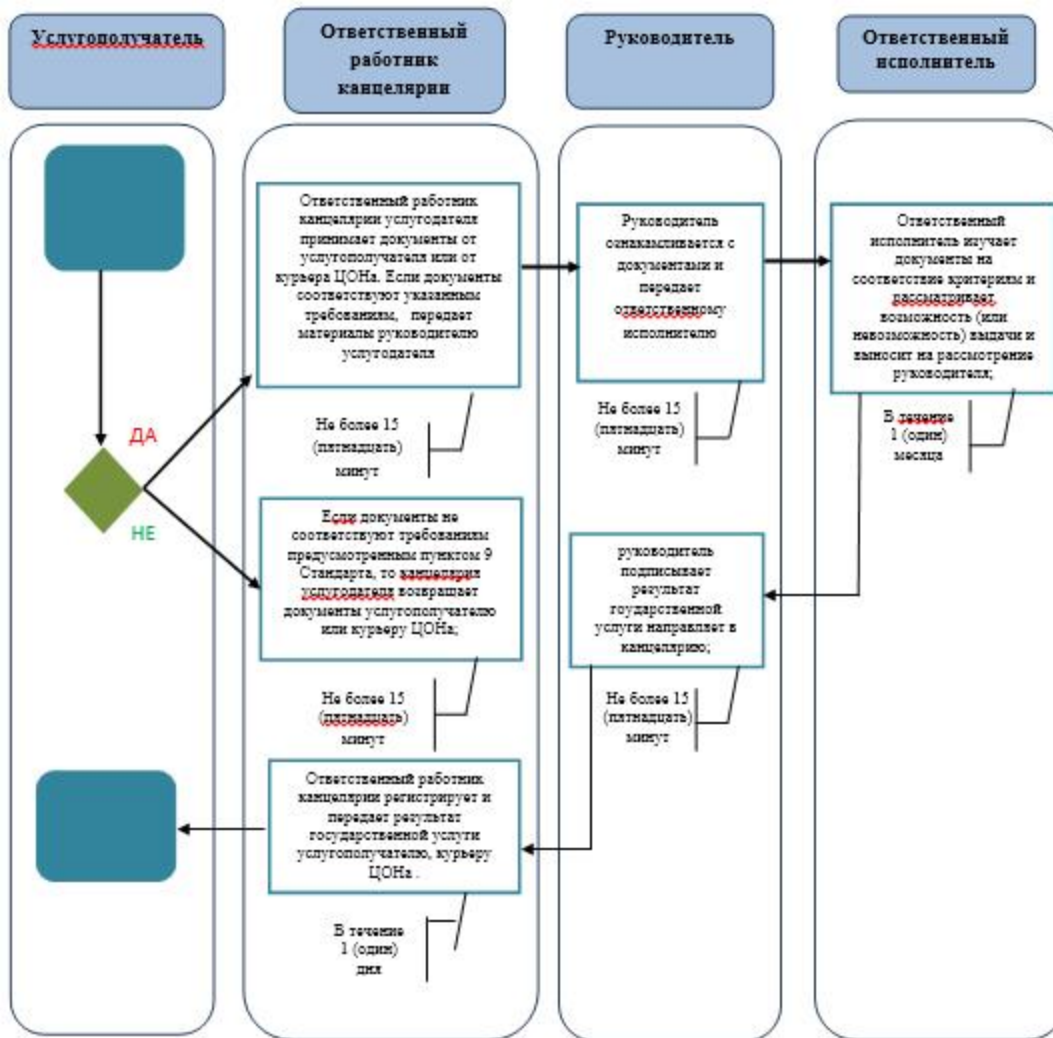 Услугополучатель
Ответственный
работник
канцелярии
Руководитель
Ответственный
исполнитель
Ответственный работник
канцелярии услугодателя
принимает документы от
услугополучателя или от
курьера ЦОНа. Если документы
соответствуют указанным
требованиям, передает
материалы руководителю
услугодателя
Не более 15
(пятнадцать)
минут
Руководитель
ознакамливается с
документами и
передает
ответственному
исполнителю
Не более 15
(пятнадцать)
минут
Ответственный
исполнитель изучает
документы на
соответствие критериям и
рассматривает
возможность (или
невозможность) выдачи и
выносит на рассмотрение
руководителя;
В течение
1 (один)
месяца
ДА
НЕ
Если документы не
соответствуют требованиям
предусмотренным пунктом 9
Стандарта, то канцелярия
услугодателя возвращает
документы услугополучателю
или курьеру ЦОНа;
Не более 15
(пятнадцать)
минут
руководитель
подписывает
результат
гоударственной
услуги направляет в
канцелярию;
Не более 15
(пятнадцать)
минут
Ответственный работник
канцелярии регистрирует и
передает результат
государственной услуги
услугополучателю, курьеру
ЦОНа .
В течение
1 (один)
дня